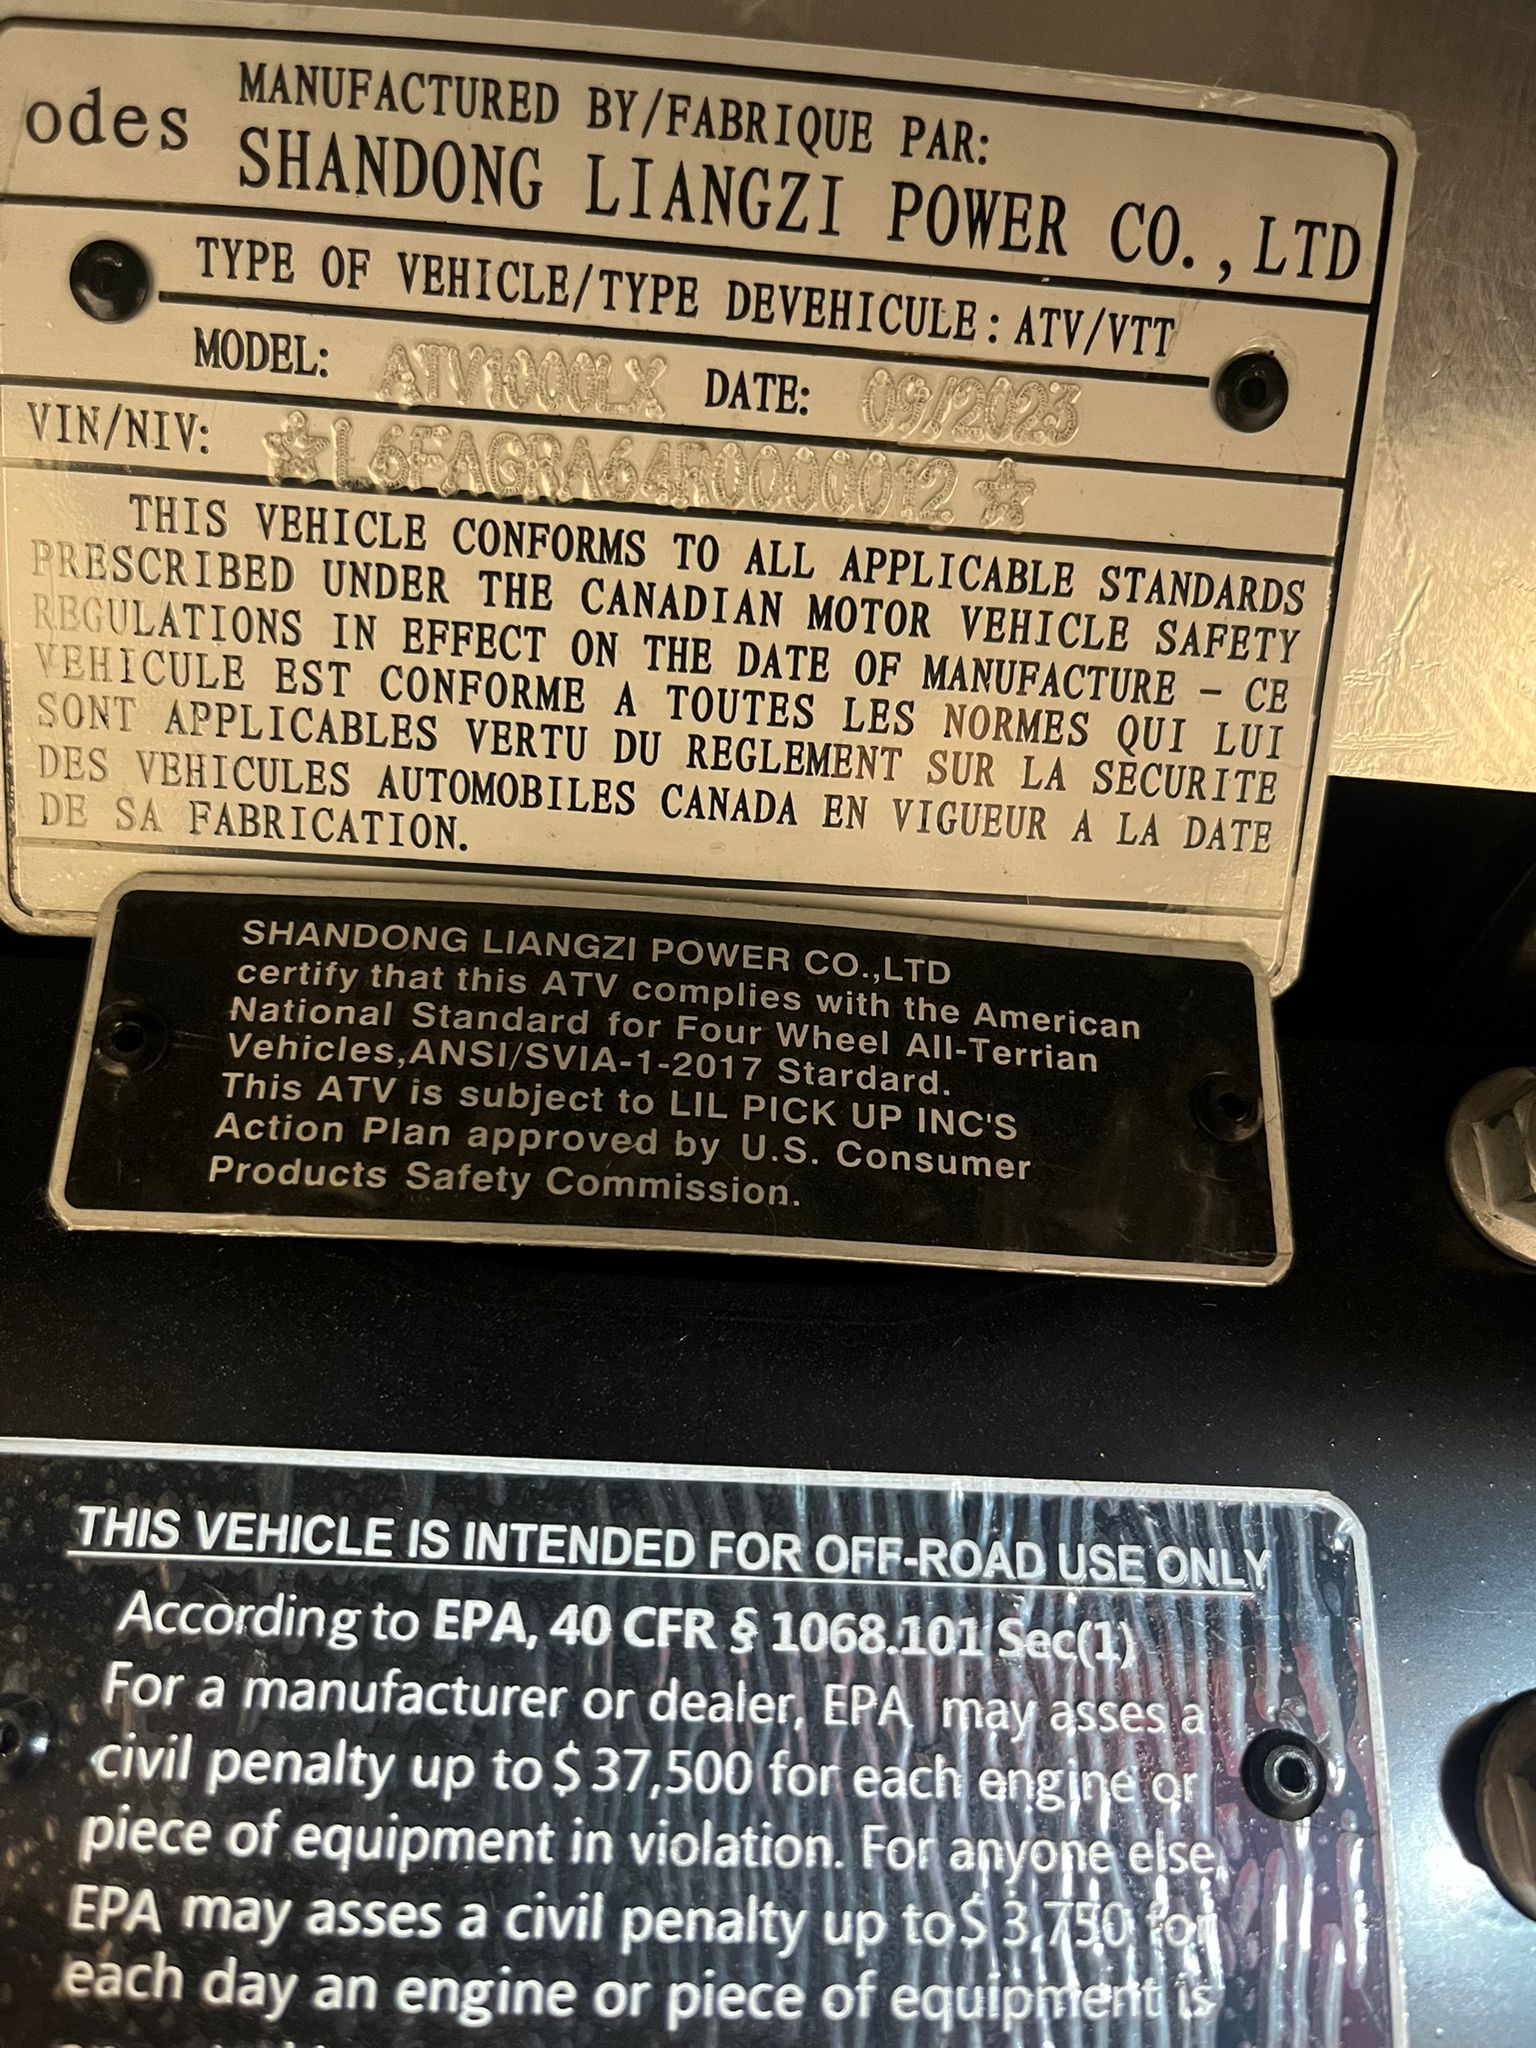 odes
MANUFACTURED BY/FABRIQUE PAR:
SHANDONG LIANGZI POWER CO.,LTD
TYPE OF VEHICLE/TYPE DEVEHICULE: ATV/VTT
MODEL: ATV1000LX DATE: 09/2023
VIN/NIV: ☆L6FAGRA64R0000012☆
THIS VEHICLE CONFORMS TO ALL APPLICABLE STANDARDS
PRESCRIBED UNDER THE CANADIAN MOTOR VEHICLE SAFETY
REGULATIONS IN EFFECT ON THE DATE OF MANUFACTURE - CE
VEHICULE EST CONFORME A TOUTES LES NORMES QUI LUI
SONT APPLICABLES VERTU DU REGLEMENT SUR LA SECURITE
DES VEHICULES AUTOMOBILES CANADA EN VIGUEUR A LA DATE
DE SA FABRICATION.
SHANDONG LIANGZI POWER CO.,LTD
certify that this ATV complies with the American
National Standard for Four Wheel All-Terrian
Vehicles,ANSI/SVIA-1-2017 Stardard.
This ATV is subject to LIL PICK UP INC'S
Action Plan approved by U.S. Consumer
Products Safety Commission.
THIS VEHICLE IS INTENDED FOR OFF-ROAD USE ONLY
According to EPA, 40 CFR § 1068.101 Sec(1)
For a manufacturer or dealer, EPA may asses a
civil penalty up to $ 37,500 for each engine or
piece of equipment in violation. For anyone else,
EPA may asses a civil penalty up to $ 3,750 for
each day an engine or piece of equipment is